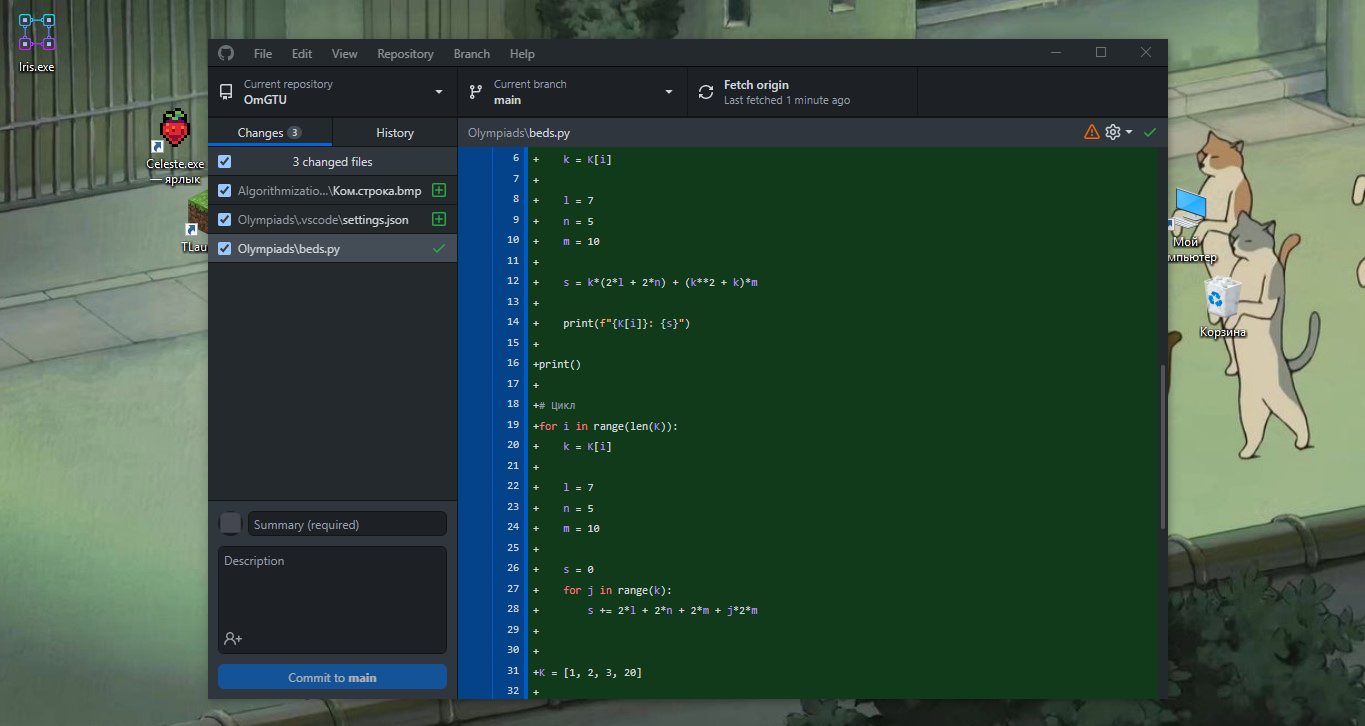 Iris.exe
Celeste.exe
— ярлык
TLau
Мой
мпьютер
Корзина
File Edit View Repository Branch Help
Current repository
OmGTU
Current branch
main
Fetch origin
Last fetched 1 minute ago
Changes 3 History
3 changed files
Algorithmizatio...\Ком.строка.bmp
Olympiads\.vscode\settings.json
Olympiads\beds.py
Summary (required)
Description
Commit to main
Olympiads\beds.py
6 +    k = K[i]
7 +
8 +    l = 7
9 +    n = 5
10 +    m = 10
11 +
12 +    s = k*(2*l + 2*n) + (k**2 + k)*m
13 +
14 +    print(f"{K[i]}: {s}")
15 +
16 +print()
17 +
18 +# Цикл
19 +for i in range(len(K)):
20 +    k = K[i]
21 +
22 +    l = 7
23 +    n = 5
24 +    m = 10
25 +
26 +    s = 0
27 +    for j in range(k):
28 +        s += 2*l + 2*n + 2*m + j*2*m
29 +
30 +
31 +K = [1, 2, 3, 20]
32 +